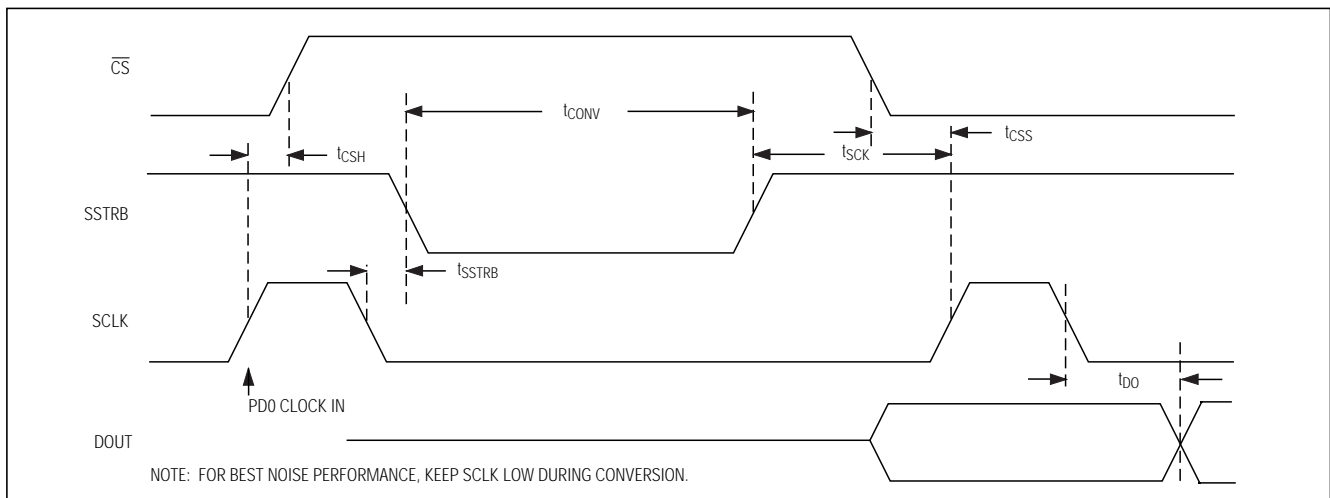 CS
tCONV
tCSS
tCSH
tSCK
SSTRB
tSSTRB
SCLK
tDO
PD0 CLOCK IN
DOUT
NOTE: FOR BEST NOISE PERFORMANCE, KEEP SCLK LOW DURING CONVERSION.